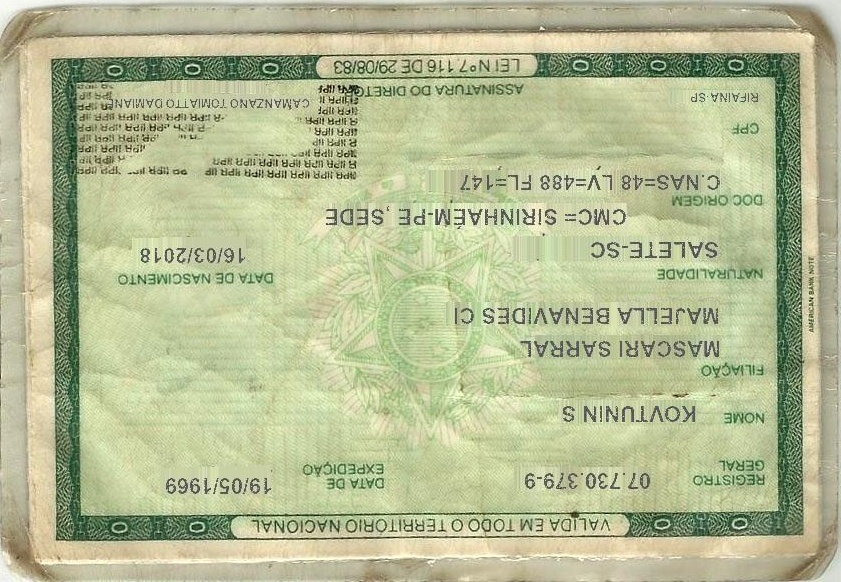 VÁLIDA EM TODO O TERRITÓRIO NACIONAL
REGISTRO GERAL 07.730.379-9 DATA DE EXPEDIÇÃO 19/05/1969
NOME KOVTUNIN S
FILIAÇÃO
MASCARI SARRAL
MAJELLA BENAVIDES CI
NATURALIDADE DATA DE NASCIMENTO
SALETE-SC 16/03/2018
CMC= SIRINHAÉM-PE, SEDE
DOC ORIGEM
C.NAS=48 LV=488 FL=147
CPF
RIFAINA-SP CAMANZANO TOMIATTO DAMIANI
ASSINATURA DO DIRETOR
LEI Nº 7.116 DE 29/08/83
AMERICAN BANK NOTE